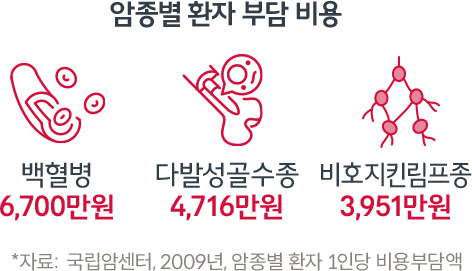 암종별 환자 부담 비용
백혈병 다발성골수종 비호지킨림프종
6,700만원 4,716만원 3,951만원
*자료: 국립암센터, 2009년, 암종별 환자 1인당 비용부담액